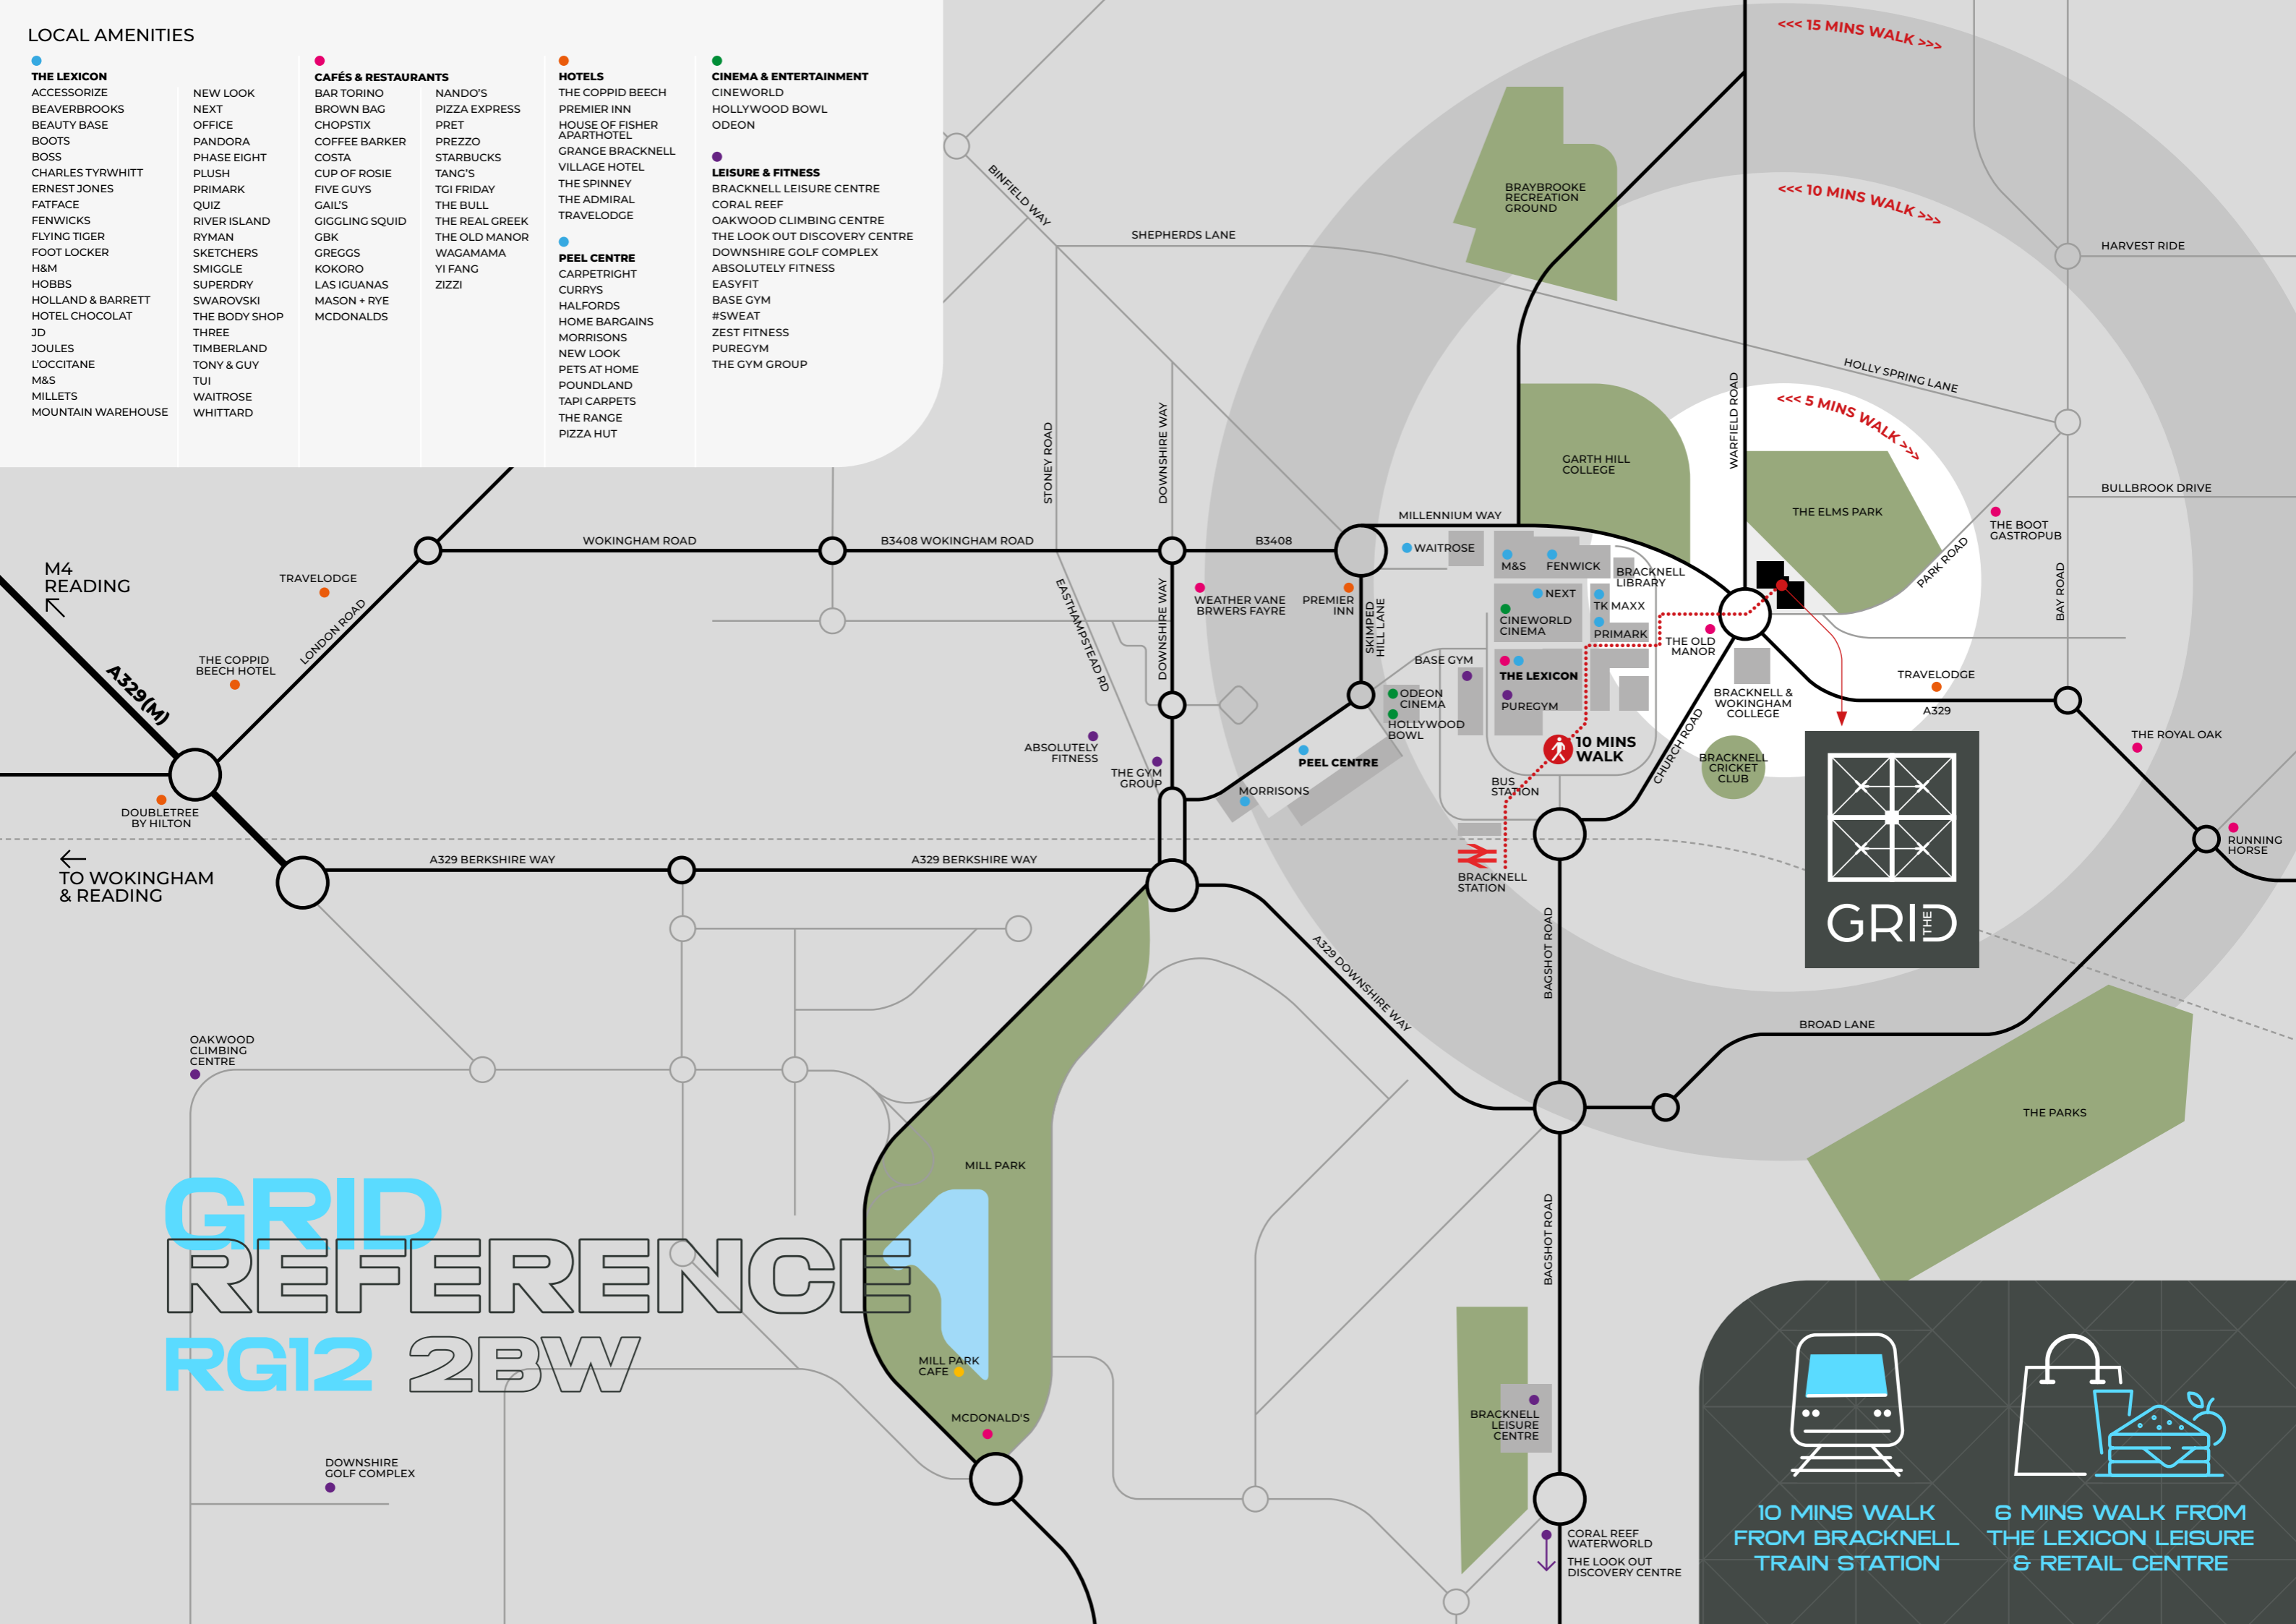 LOCAL AMENITIES
THE LEXICON
ACCESSORIZE
BEAVERBROOKS
BEAUTY BASE
BOOTS
BOSS
CHARLES TYRWHITT
ERNEST JONES
FATFACE
FENWICKS
FLYING TIGER
FOOT LOCKER
H&M
HOBBS
HOLLAND & BARRETT
HOTEL CHOCOLAT
JD
JOULES
L'OCCITANE
M&S
MILLETS
MOUNTAIN WAREHOUSE
NEW LOOK
NEXT
OFFICE
PANDORA
PHASE EIGHT
PLUSH
PRIMARK
QUIZ
RIVER ISLAND
RYMAN
SKETCHERS
SMIGGLE
SUPERDRY
SWAROVSKI
THE BODY SHOP
THREE
TIMBERLAND
TONY & GUY
TUI
WAITROSE
WHITTARD
CAFÉS & RESTAURANTS
BAR TORINO
BROWN BAG
CHOPSTIX
COFFEE BARKER
COSTA
CUP OF ROSIE
FIVE GUYS
GAIL'S
GIGGLING SQUID
GBK
GREGGS
KOKORO
LAS IGUANAS
MASON + RYE
MCDONALDS
NANDO'S
PIZZA EXPRESS
PRET
PREZZO
STARBUCKS
TANG'S
TGI FRIDAY
THE BULL
THE REAL GREEK
THE OLD MANOR
WAGAMAMA
YI FANG
ZIZZI
HOTELS
THE COPPID BEECH
PREMIER INN
HOUSE OF FISHER
APARTHOTEL
GRANGE BRACKNELL
VILLAGE HOTEL
THE SPINNEY
THE ADMIRAL
TRAVELODGE
PEEL CENTRE
CARPETRIGHT
CURRYS
HALFORDS
HOME BARGAINS
MORRISONS
NEW LOOK
PETS AT HOME
POUNDLAND
TAPI CARPETS
THE RANGE
PIZZA HUT
CINEMA & ENTERTAINMENT
CINEWORLD
HOLLYWOOD BOWL
ODEON
LEISURE & FITNESS
BRACKNELL LEISURE CENTRE
CORAL REEF
OAKWOOD CLIMBING CENTRE
THE LOOK OUT DISCOVERY CENTRE
DOWNSHIRE GOLF COMPLEX
ABSOLUTELY FITNESS
EASYFIT
BASE GYM
#SWEAT
ZEST FITNESS
PUREGYM
THE GYM GROUP
<<< 15 MINS WALK >>>
<<< 10 MINS WALK >>>
<<< 5 MINS WALK >>>
BINFIELD WAY
SHEPHERDS LANE
BRAYBROOKE
RECREATION
GROUND
HARVEST RIDE
HOLLY SPRING LANE
WARFIELD ROAD
STONEY ROAD
DOWNSHIRE WAY
GARTH HILL
COLLEGE
THE ELMS PARK
BULLBROOK DRIVE
THE BOOT
GASTROPUB
PARK ROAD
BAY ROAD
M4
READING
TRAVELODGE
LONDON ROAD
THE COPPID
BEECH HOTEL
A329(M)
DOUBLETREE
BY HILTON
TO WOKINGHAM
& READING
WOKINGHAM ROAD
B3408 WOKINGHAM ROAD
B3408
MILLENNIUM WAY
EASTHAMPSTEAD RD
DOWNSHIRE WAY
WEATHER VANE
BRWERS FAYRE
PREMIER
INN
SKIMPED
HILL LANE
WAITROSE
M&S
FENWICK
BRACKNELL
LIBRARY
NEXT
TK MAXX
CINEWORLD
CINEMA
PRIMARK
THE OLD
MANOR
BASE GYM
THE LEXICON
PUREGYM
ODEON
CINEMA
HOLLYWOOD
BOWL
10 MINS
WALK
BRACKNELL &
WOKINGHAM
COLLEGE
TRAVELODGE
A329
CHURCH ROAD
BRACKNELL
CRICKET
CLUB
THE ROYAL OAK
RUNNING
HORSE
ABSOLUTELY
FITNESS
THE GYM
GROUP
PEEL CENTRE
MORRISONS
BUS
STATION
BRACKNELL
STATION
A329 BERKSHIRE WAY
A329 BERKSHIRE WAY
GRID
THE
A329 DOWNSHIRE WAY
BAGSHOT ROAD
BROAD LANE
THE PARKS
OAKWOOD
CLIMBING
CENTRE
MILL PARK
BAGSHOT ROAD
GRID
REFERENCE
RG12 2BW
MILL PARK
CAFE
MCDONALD'S
DOWNSHIRE
GOLF COMPLEX
BRACKNELL
LEISURE
CENTRE
CORAL REEF
WATERWORLD
THE LOOK OUT
DISCOVERY CENTRE
10 MINS WALK
FROM BRACKNELL
TRAIN STATION
6 MINS WALK FROM
THE LEXICON LEISURE
& RETAIL CENTRE